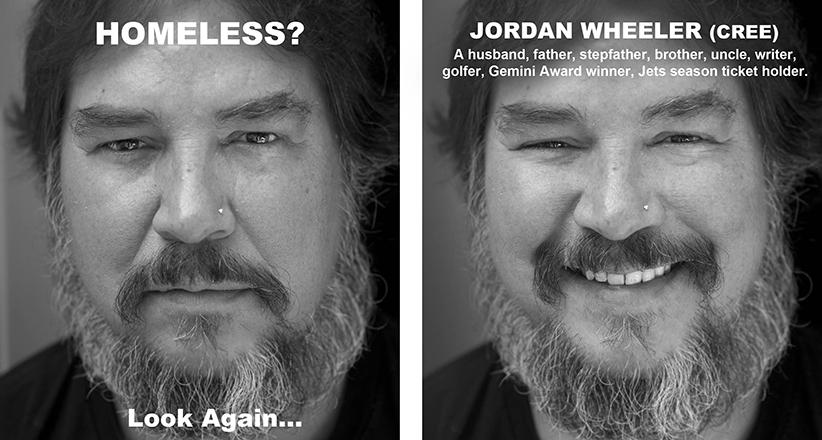 HOMELESS?
Look Again...
JORDAN WHEELER (CREE)
A husband, father, stepfather, brother, uncle, writer,
golfer, Gemini Award winner, Jets season ticket holder.